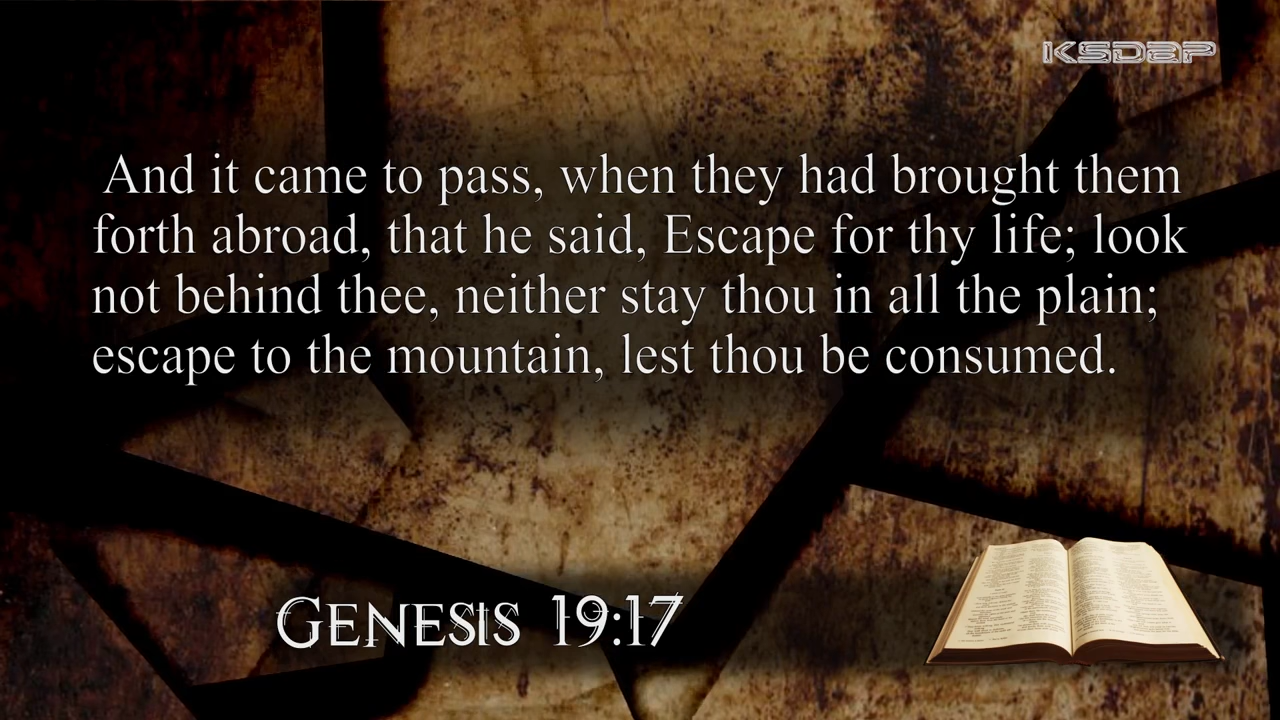 KSDAP
And it came to pass, when they had brought them
forth abroad, that he said, Escape for thy life; look
not behind thee, neither stay thou in all the plain;
escape to the mountain, lest thou be consumed.
Genesis 19:17